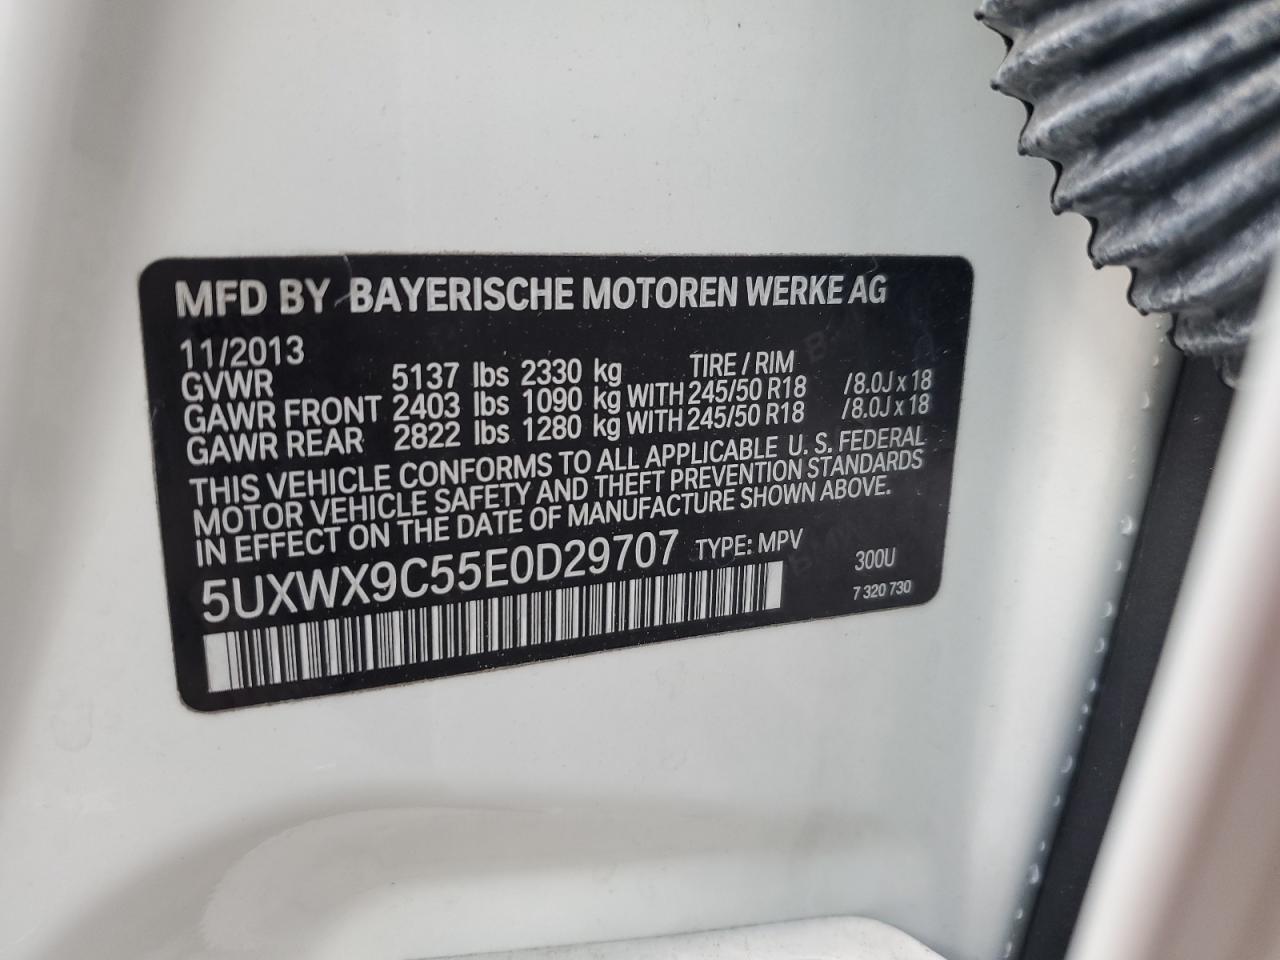 MFD BY BAYERISCHE MOTOREN WERKE AG
11/2013 TIRE / RIM
GVWR 5137 lbs 2330 kg
GAWR FRONT 2403 lbs 1090 kg WITH 245/50 R18 /8.0J x 18
GAWR REAR 2822 lbs 1280 kg WITH 245/50 R18 /8.0J x 18
THIS VEHICLE CONFORMS TO ALL APPLICABLE U. S. FEDERAL
MOTOR VEHICLE SAFETY AND THEFT PREVENTION STANDARDS
IN EFFECT ON THE DATE OF MANUFACTURE SHOWN ABOVE.
5UXWX9C55E0D29707 TYPE: MPV 300U
7 320 730